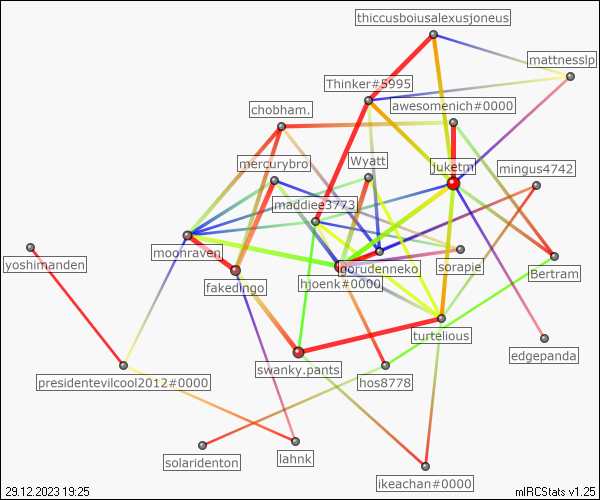 thiccusboiusalexusjoneus
mattnesslp
Thinker#5995
awesomenich#0000
chobham.
mercurybro
Wyatt
juketm
mingus4742
maddiee3773
moonraven
yoshimanden
gorudenneko
sorapie
Bertram
fakedingo
hjoenk#0000
turtelious
edgepanda
swanky.pants
presidentevilcool2012#0000
hos8778
solaridenton
lahnk
ikeachan#0000
29.12.2023 19:25
mIRCStats v1.25